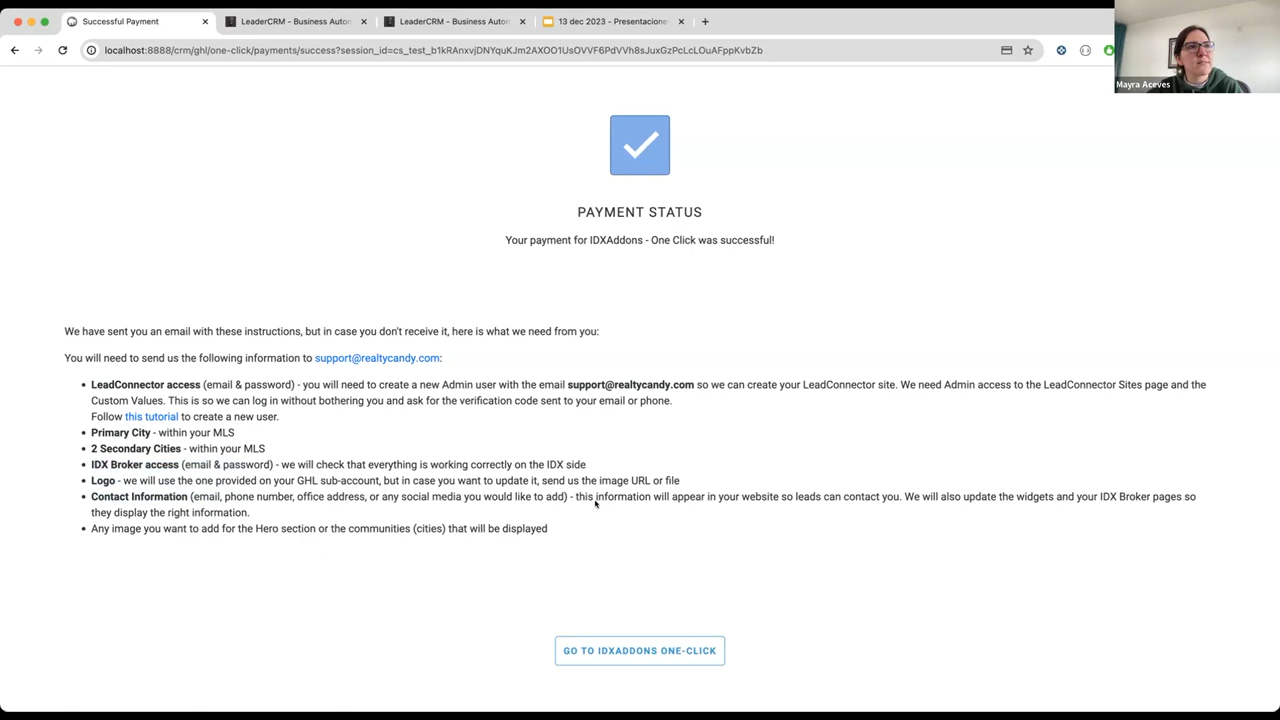 Successful Payment
LeaderCRM - Business Autom
LeaderCRM - Business Autom
13 dec 2023 - Presentacione
localhost:8888/crm/ghl/one-click/payments/success?session_id=cs_test_b1kRAnxvjDNYquKJm2AXOO1UsOVVF6PdVVh8sJuxGzPcLcLOuAFppKvbZb
Mayra Aceves
PAYMENT STATUS
Your payment for IDXAddons - One Click was successful!
We have sent you an email with these instructions, but in case you don't receive it, here is what we need from you:
You will need to send us the following information to support@realtycandy.com:
• LeadConnector access (email & password) - you will need to create a new Admin user with the email support@realtycandy.com so we can create your LeadConnector site. We need Admin access to the LeadConnector Sites page and the
Custom Values. This is so we can log in without bothering you and ask for the verification code sent to your email or phone.
Follow this tutorial to create a new user.
• Primary City - within your MLS
• 2 Secondary Cities - within your MLS
• IDX Broker access (email & password) - we will check that everything is working correctly on the IDX side
• Logo - we will use the one provided on your GHL sub-account, but in case you want to update it, send us the image URL or file
• Contact Information (email, phone number, office address, or any social media you would like to add) - this information will appear in your website so leads can contact you. We will also update the widgets and your IDX Broker pages so
they display the right information.
• Any image you want to add for the Hero section or the communities (cities) that will be displayed
GO TO IDXADDONS ONE-CLICK